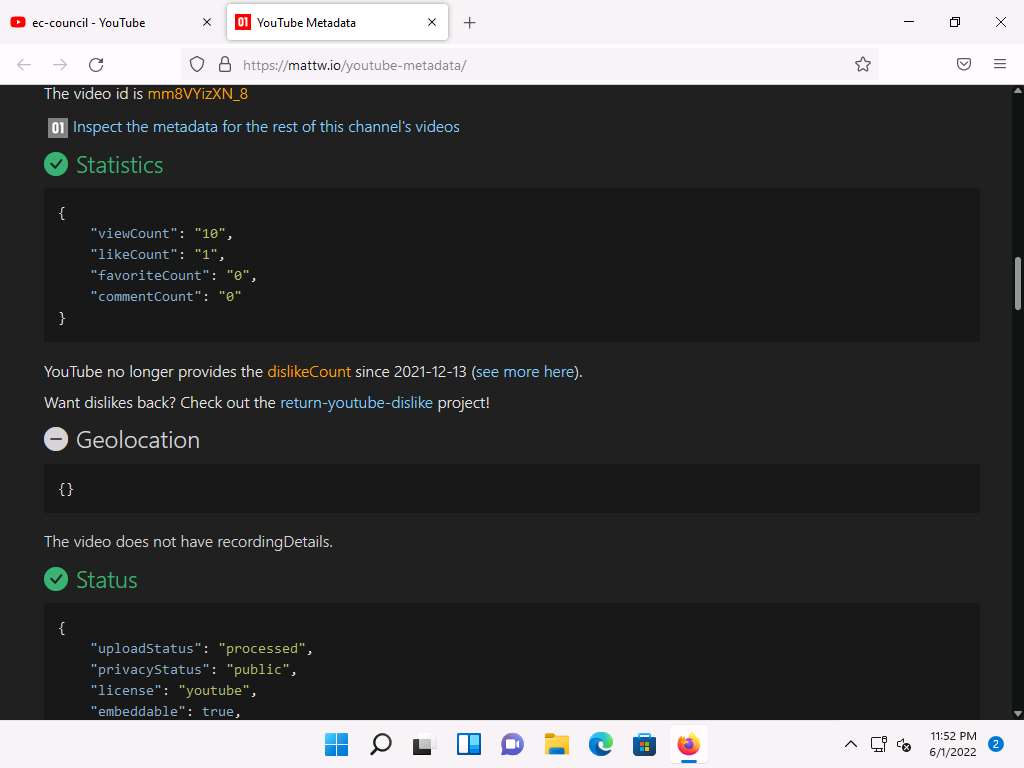 ec-council - YouTube
01 YouTube Metadata
https://mattw.io/youtube-metadata/
The video id is mm8VYizXN_8
01 Inspect the metadata for the rest of this channel's videos
Statistics
{
"viewCount": "10",
"likeCount": "1",
"favoriteCount": "0",
"commentCount": "0"
}
YouTube no longer provides the dislikeCount since 2021-12-13 (see more here).
Want dislikes back? Check out the return-youtube-dislike project!
Geolocation
{}
The video does not have recordingDetails.
Status
{
"uploadStatus": "processed",
"privacyStatus": "public",
"license": "youtube",
"embeddable": true,
11:52 PM
6/1/2022
2